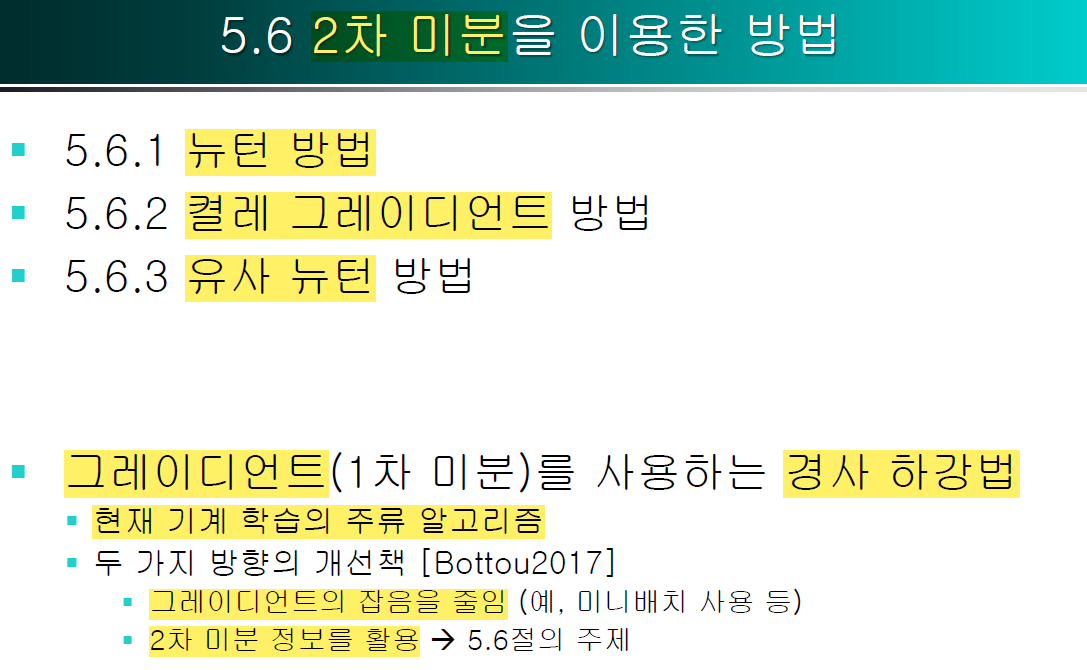 5.6 2차 미분을 이용한 방법
5.6.1 뉴턴 방법
5.6.2 켤레 그레이디언트 방법
5.6.3 유사 뉴턴 방법
그레이디언트(1차 미분)를 사용하는 경사 하강법
현재 기계 학습의 주류 알고리즘
두 가지 방향의 개선책 [Bottou2017]
그레이디언트의 잡음을 줄임 (예, 미니배치 사용 등)
2차 미분 정보를 활용 → 5.6절의 주제